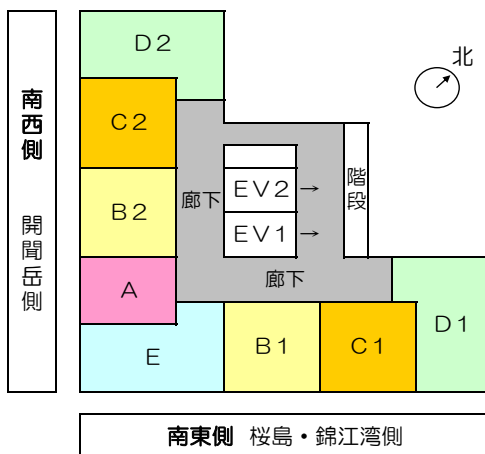 D2
北
C2
南西側 開聞岳側
B2
廊下
EV2 →
EV1 →
階段
A
廊下
E
B1
C1
D1
南東側 桜島・錦江湾側